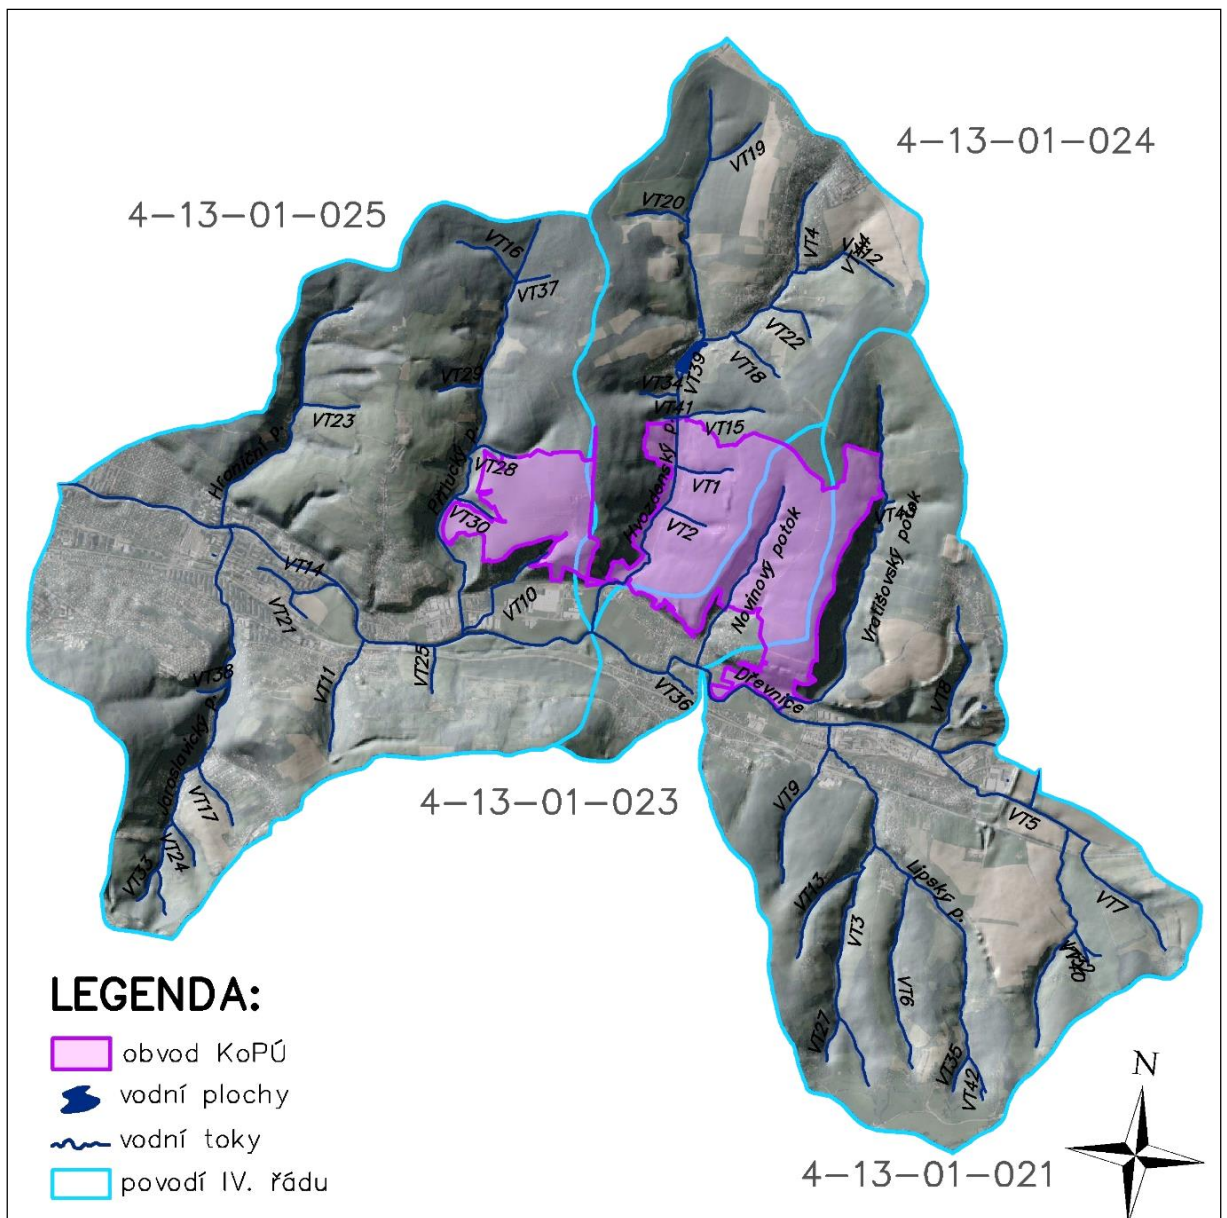 4-13-01-024
4-13-01-025
VT19
VT20
VT4
VT44
VT12
VT16
VT37
VT22
VT18
VT39
VT34
VT29
VT41
VT15
VT23
Hraniční p.
Přílucký p.
VT28
VT30
Hvozdenský p.
VT1
VT2
Novinový potok
Vratišovský potok
VT14
VT21
VT10
VT11
VT25
VT36
Dřevnice
VT8
VT38
Jaroslavický p.
VT17
VT24
VT33
4-13-01-023
VT9
VT5
VT7
VT13
VT3
Lípský p.
VT6
VT27
VT35
VT42
LEGENDA:
obvod KoPÚ
vodní plochy
vodní toky
povodí IV. řádu
N
4-13-01-021